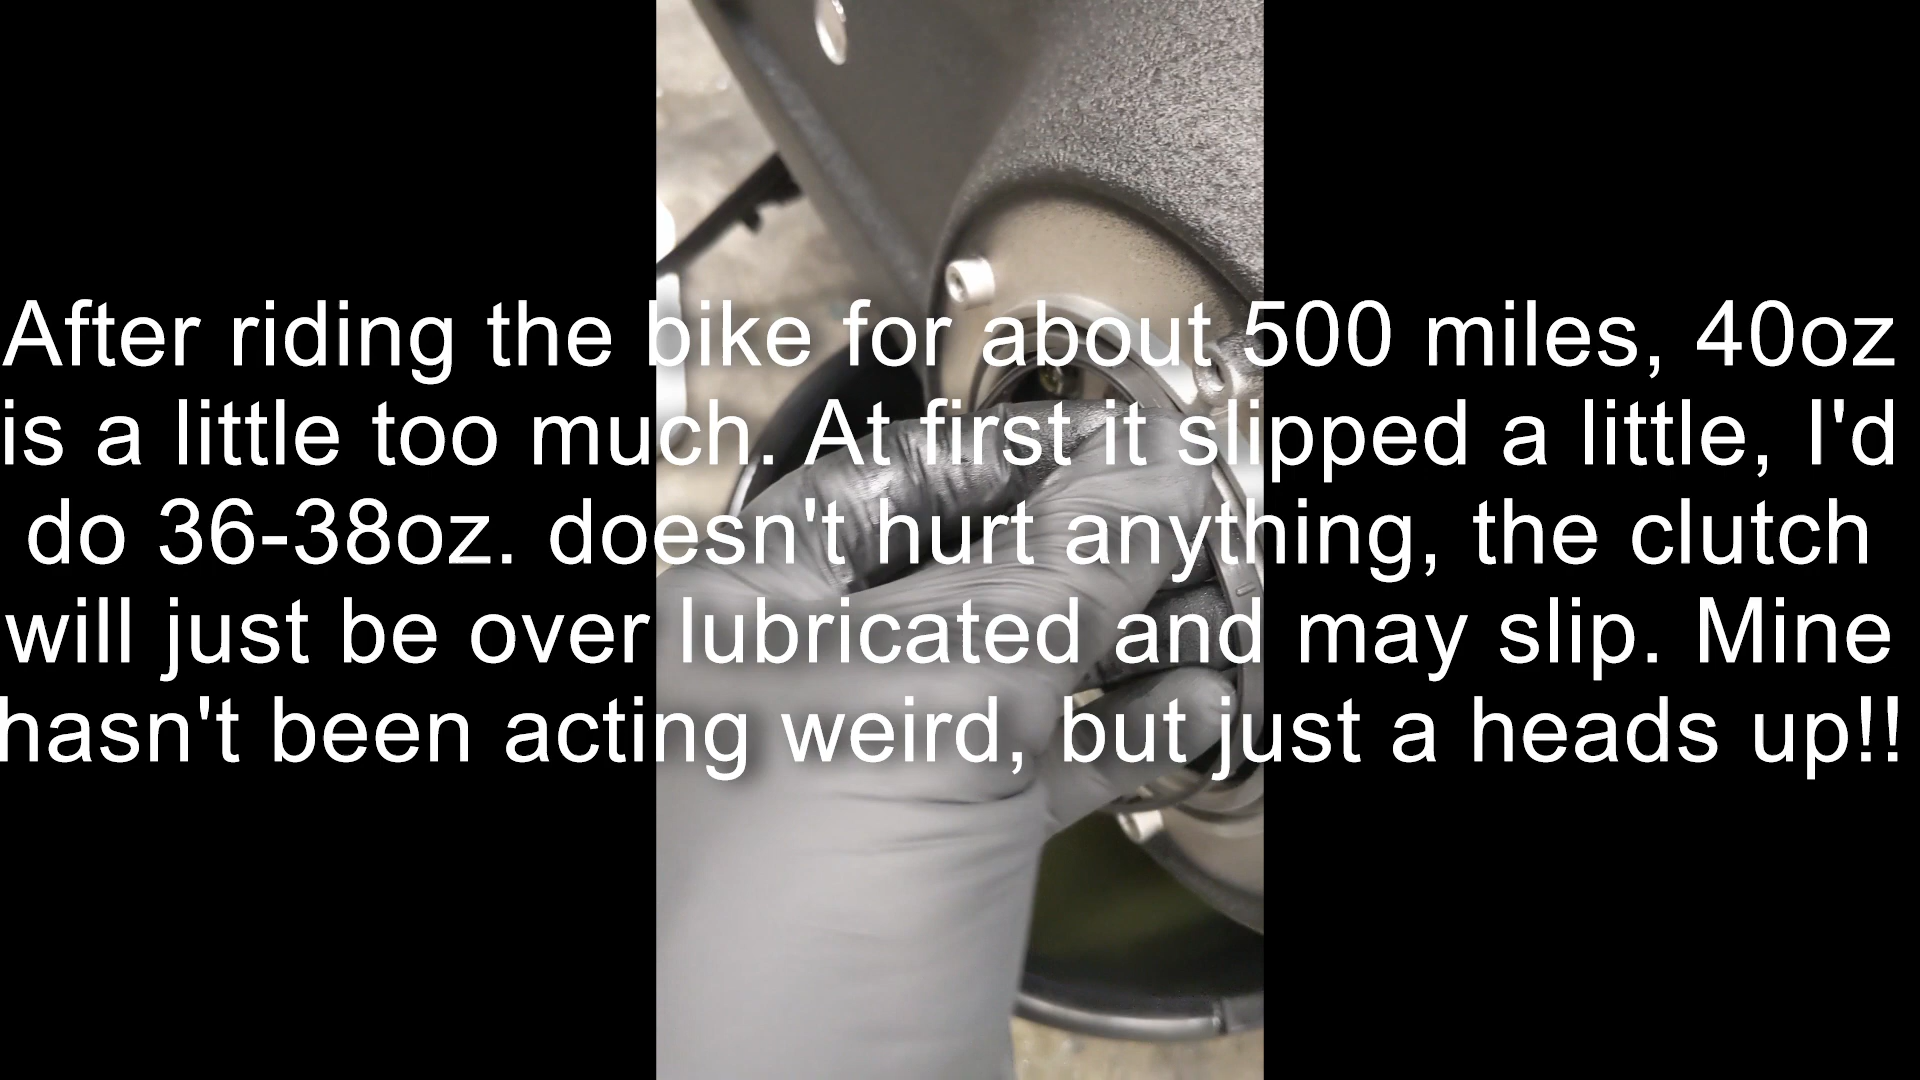 After riding the bike for about 500 miles, 40oz
is a little too much. At first it slipped a little, I'd
do 36-38oz. doesn't hurt anything, the clutch
will just be over lubricated and may slip. Mine
hasn't been acting weird, but just a heads up!!